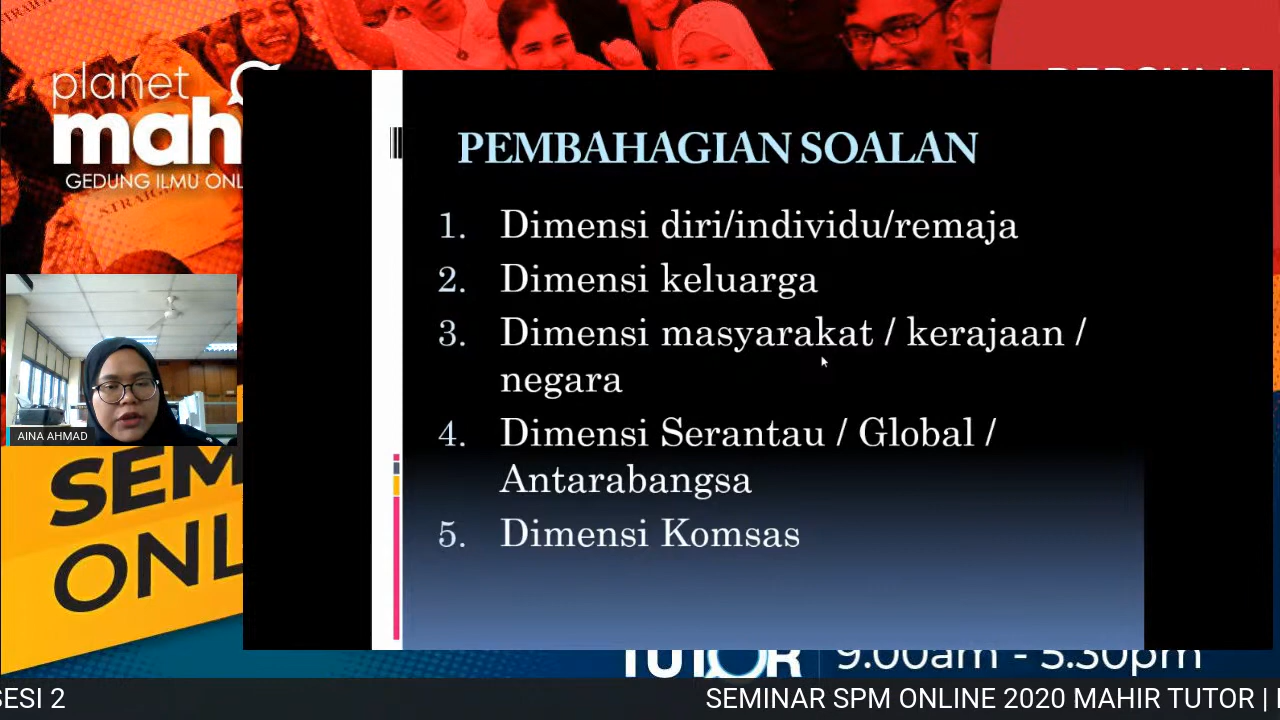 planet
mah
GEDUNG ILMU ONL
PEMBAHAGIAN SOALAN
1. Dimensi diri/individu/remaja
2. Dimensi keluarga
3. Dimensi masyarakat / kerajaan /
negara
4. Dimensi Serantau / Global /
Antarabangsa
5. Dimensi Komsas
AINA AHMAD
SEM
ONL
TUTOR
9.00am - 5.30pm
SESI 2
SEMINAR SPM ONLINE 2020 MAHIR TUTOR |